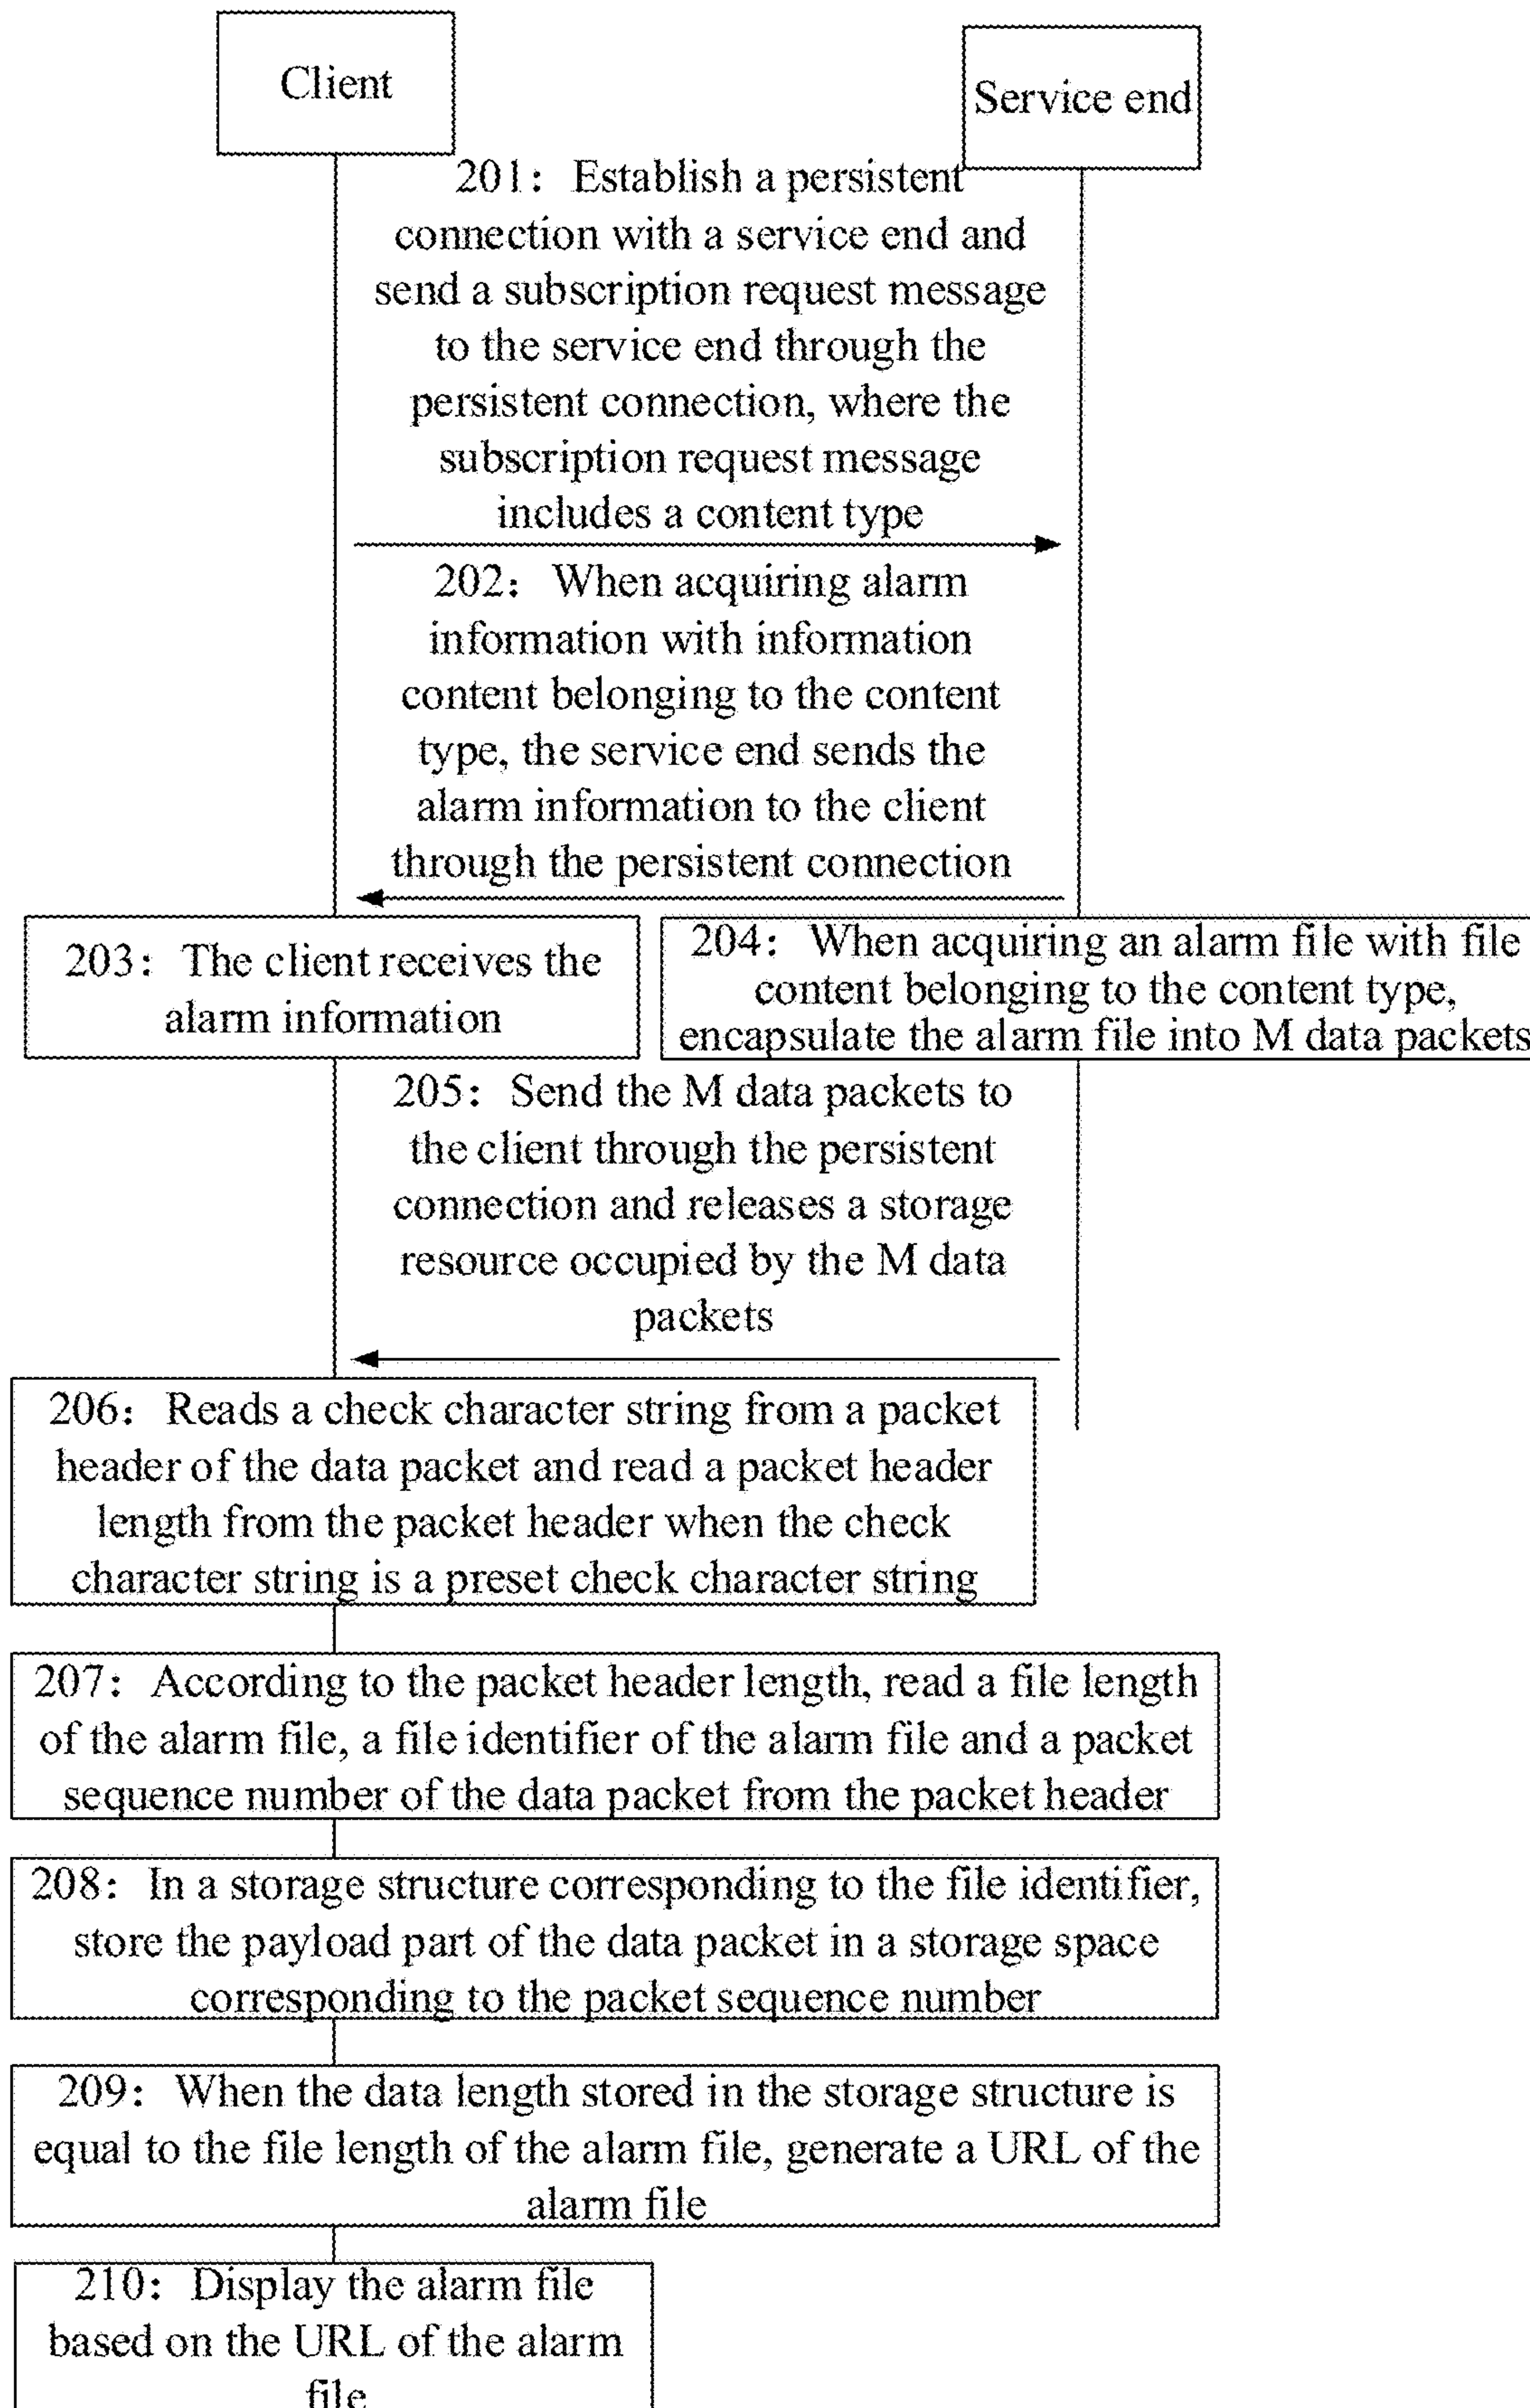 Client
Service end
201: Establish a persistent
connection with a service end and
send a subscription request message
to the service end through the
persistent connection, where the
subscription request message
includes a content type
202: When acquiring alarm
information with information
content belonging to the content
type, the service end sends the
alarm information to the client
through the persistent connection
203: The client receives the
alarm information
204: When acquiring an alarm file with file
content belonging to the content type,
encapsulate the alarm file into M data packets
205: Send the M data packets to
the client through the persistent
connection and releases a storage
resource occupied by the M data
packets
206: Reads a check character string from a packet
header of the data packet and read a packet header
length from the packet header when the check
character string is a preset check character string
207: According to the packet header length, read a file length
of the alarm file, a file identifier of the alarm file and a packet
sequence number of the data packet from the packet header
208: In a storage structure corresponding to the file identifier,
store the payload part of the data packet in a storage space
corresponding to the packet sequence number
209: When the data length stored in the storage structure is
equal to the file length of the alarm file, generate a URL of the
alarm file
210: Display the alarm file
based on the URL of the alarm
file